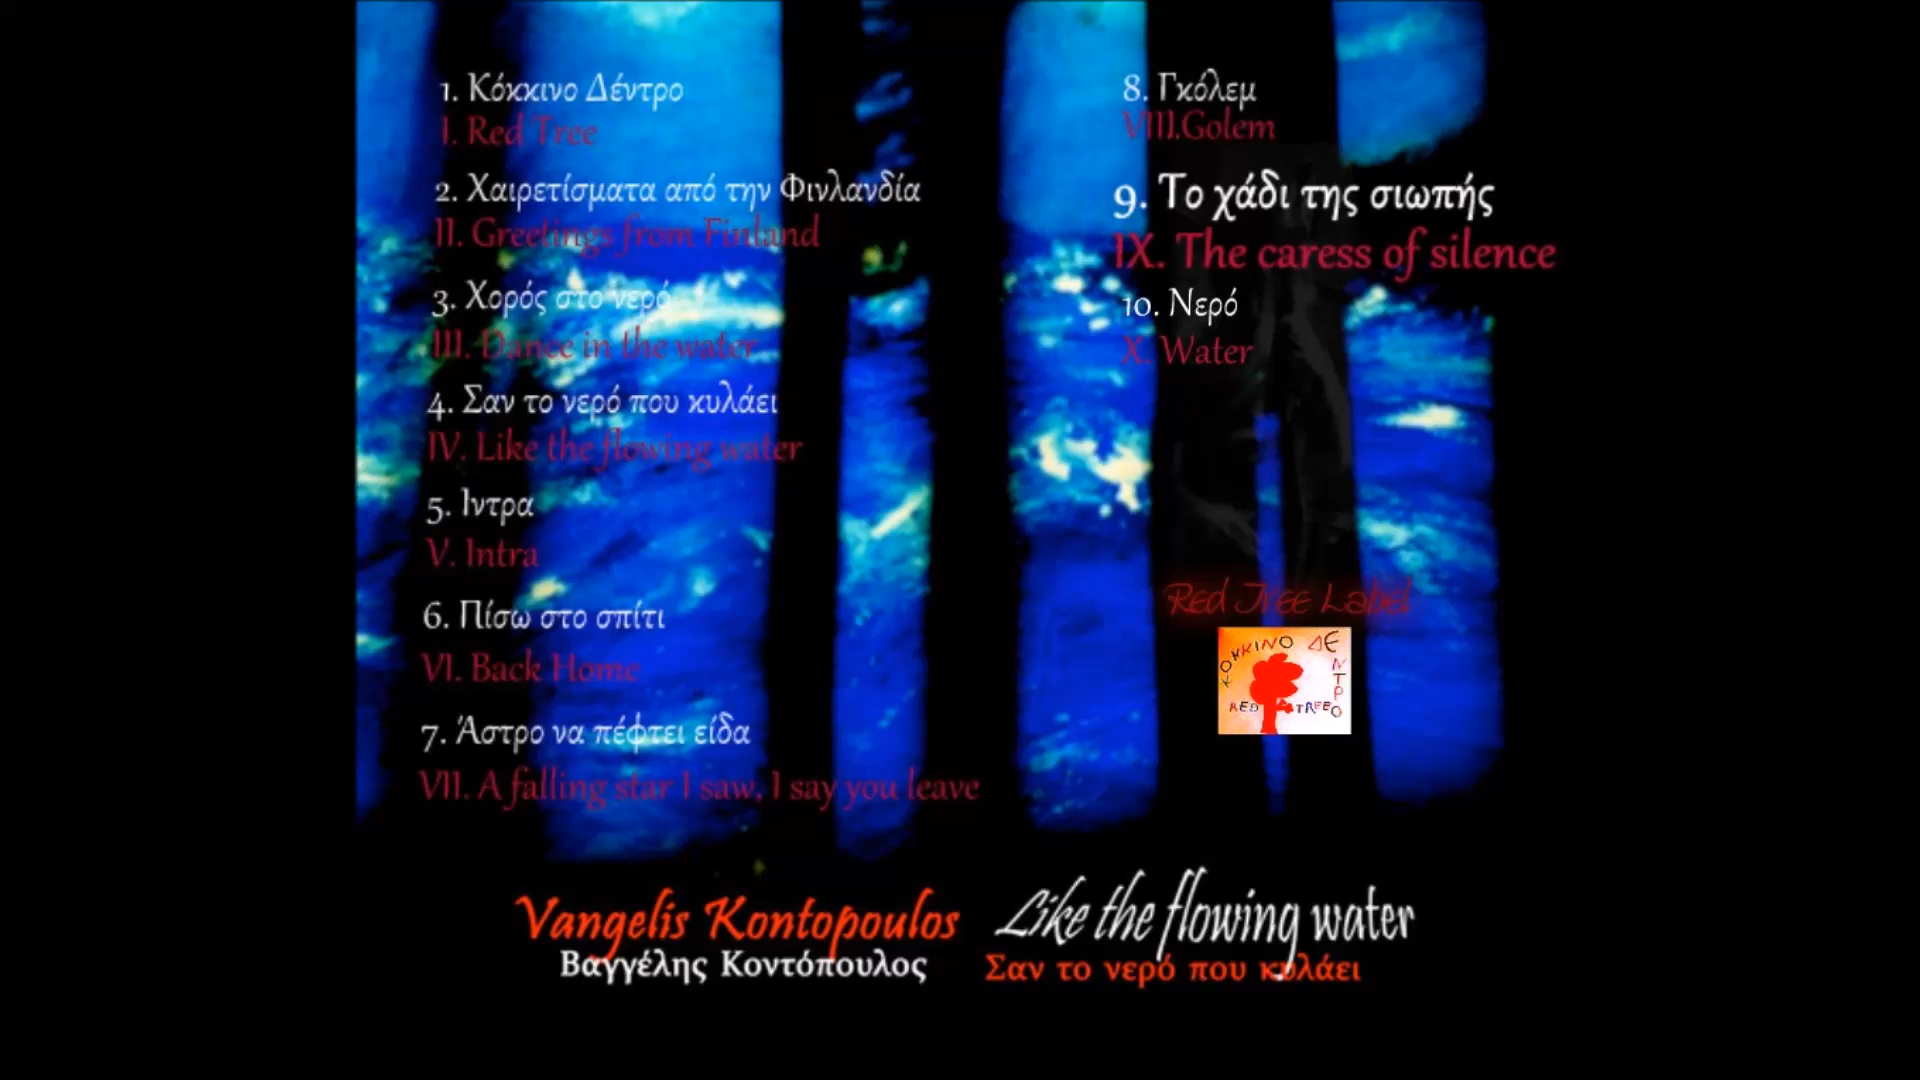 1. Κόκκινο Δέντρο
I. Red Tree
2. Χαιρετίσματα από την Φινλανδία
II. Greetings from Finland
3. Χορός στο νερό
III. Dance in the water
4. Σαν το νερό που κυλάει
IV. Like the flowing water
5. Ιντρα
V. Intra
6. Πίσω στο σπίτι
VI. Back Home
7. Άστρο να πέφτει είδα
VII. A falling star I saw, I say you leave
8. Γκόλεμ
VIII.Golem
9. Το χάδι της σιωπής
IX. The caress of silence
10. Νερό
X. Water
Red Tree Label
ΚΟΚΚΙΝΟ ΔΕΝΤΡΟ
RED TREE
Vangelis Kontopoulos
Βαγγέλης Κοντόπουλος
Like the flowing water
Σαν το νερό που κυλάει